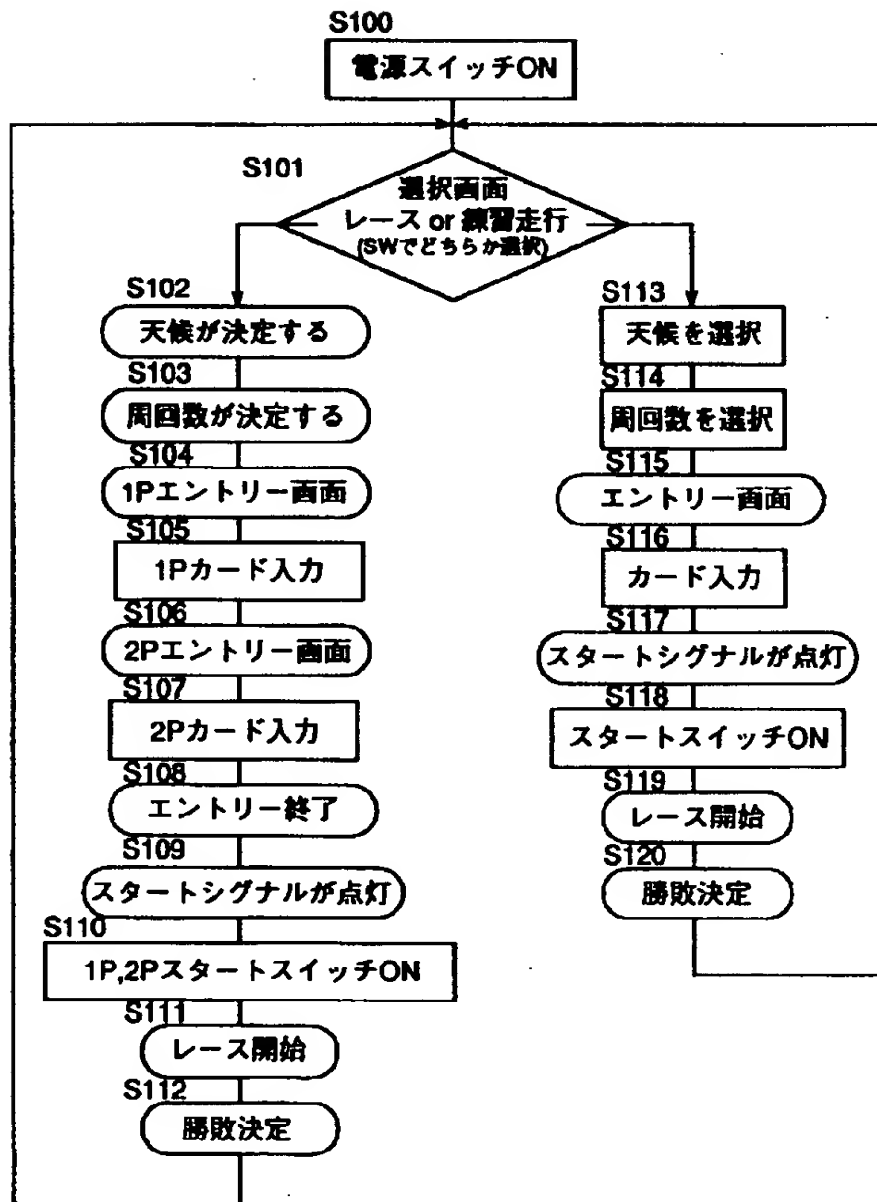 S100
電源スイッチON
S101
選択画面
レース or 練習走行
(SWでどちらか選択)
S102
天候が決定する
S103
周回数が決定する
S104
1Pエントリー画面
S105
1Pカード入力
S106
2Pエントリー画面
S107
2Pカード入力
S108
エントリー終了
S109
スタートシグナルが点灯
S110
1P,2PスタートスイッチON
S111
レース開始
S112
勝敗決定
S113
天候を選択
S114
周回数を選択
S115
エントリー画面
S116
カード入力
S117
スタートシグナルが点灯
S118
スタートスイッチON
S119
レース開始
S120
勝敗決定